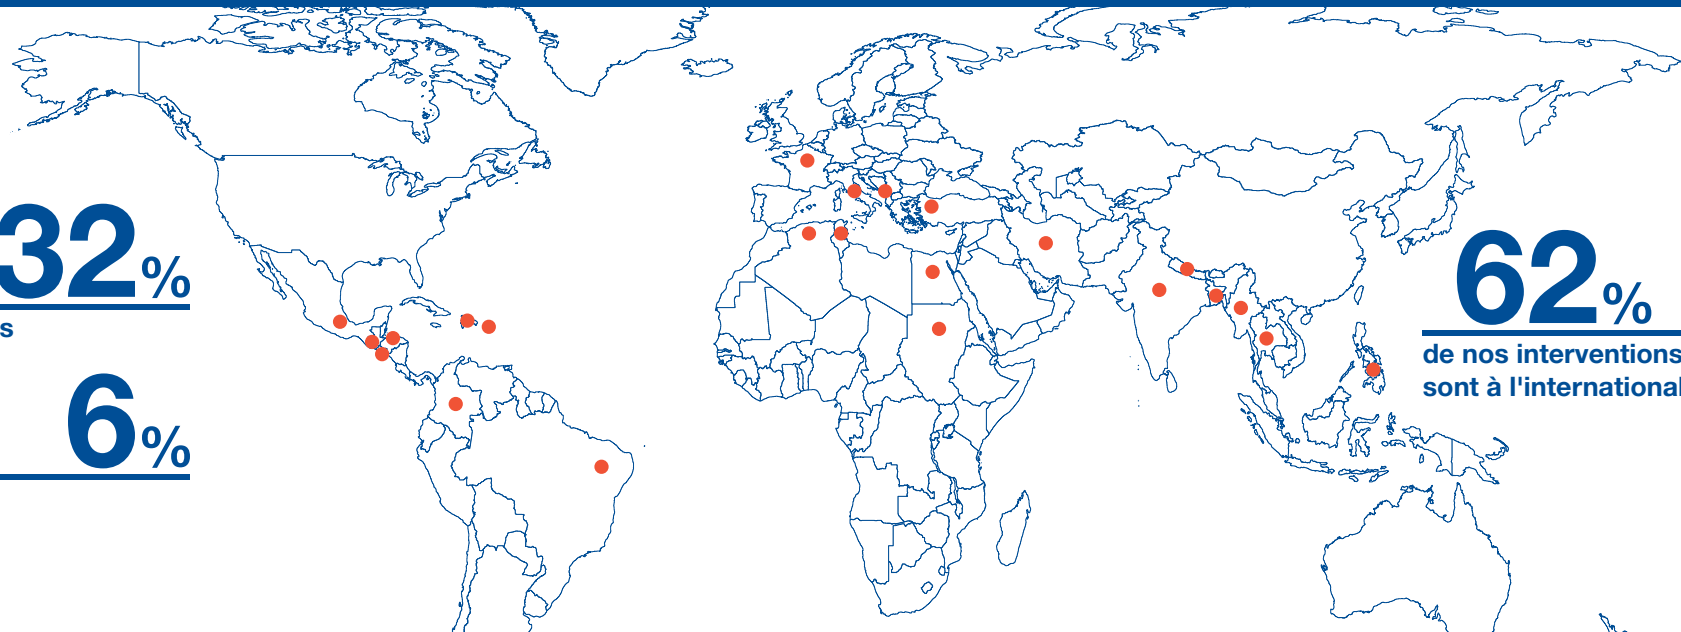 32%
s
6%
62%
de nos interventions
sont à l'international